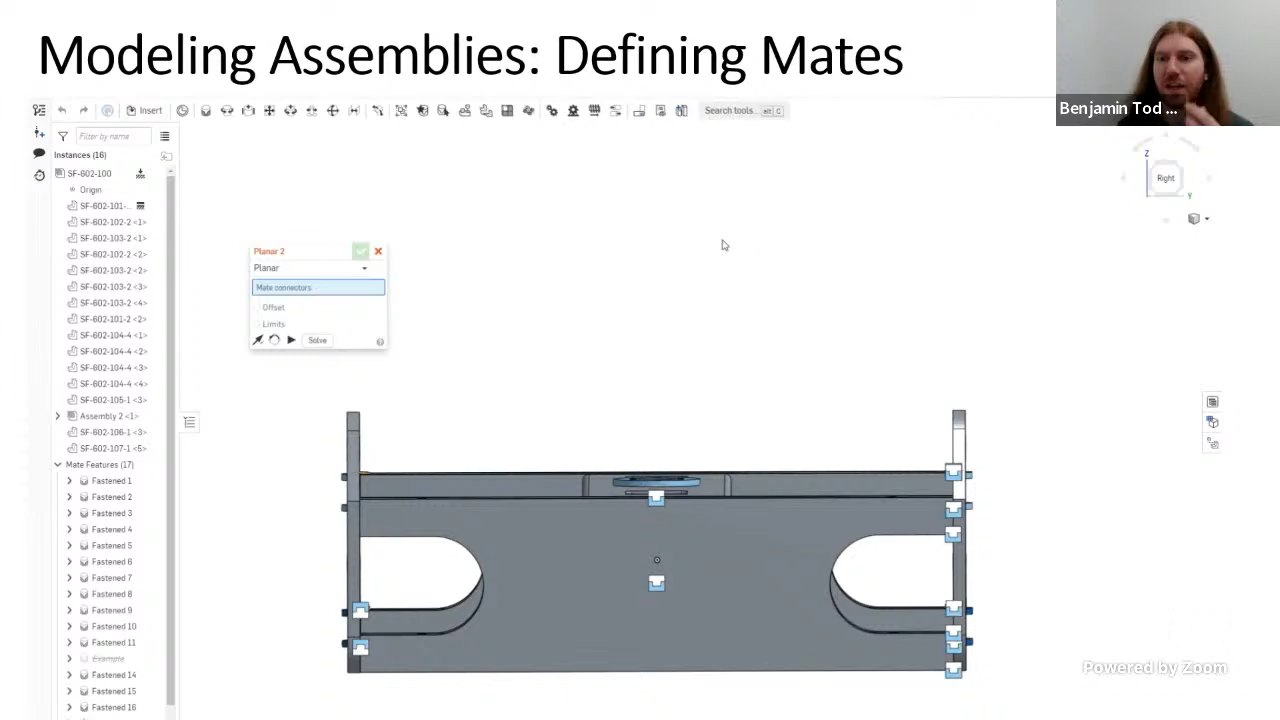 Modeling Assemblies: Defining Mates
Benjamin Tod ...
Insert
Search tools... alt C
Filter by name
Instances (16)
SF-602-100
Origin
SF-602-101-...
SF-602-102-2 <1>
SF-602-103-2 <1>
SF-602-102-2 <2>
SF-602-103-2 <2>
SF-602-103-2 <3>
SF-602-103-2 <4>
SF-602-101-2 <2>
SF-602-104-4 <1>
SF-602-104-4 <2>
SF-602-104-4 <3>
SF-602-104-4 <4>
SF-602-105-1 <3>
Assembly 2 <1>
SF-602-106-1 <3>
SF-602-107-1 <5>
Mate Features (17)
Fastened 1
Fastened 2
Fastened 3
Fastened 4
Fastened 5
Fastened 6
Fastened 7
Fastened 8
Fastened 9
Fastened 10
Fastened 11
Example
Fastened 14
Fastened 15
Fastened 16
Planar 2
Planar
Mate connectors
Offset
Limits
Solve
Z
Right
Y
Powered by Zoom